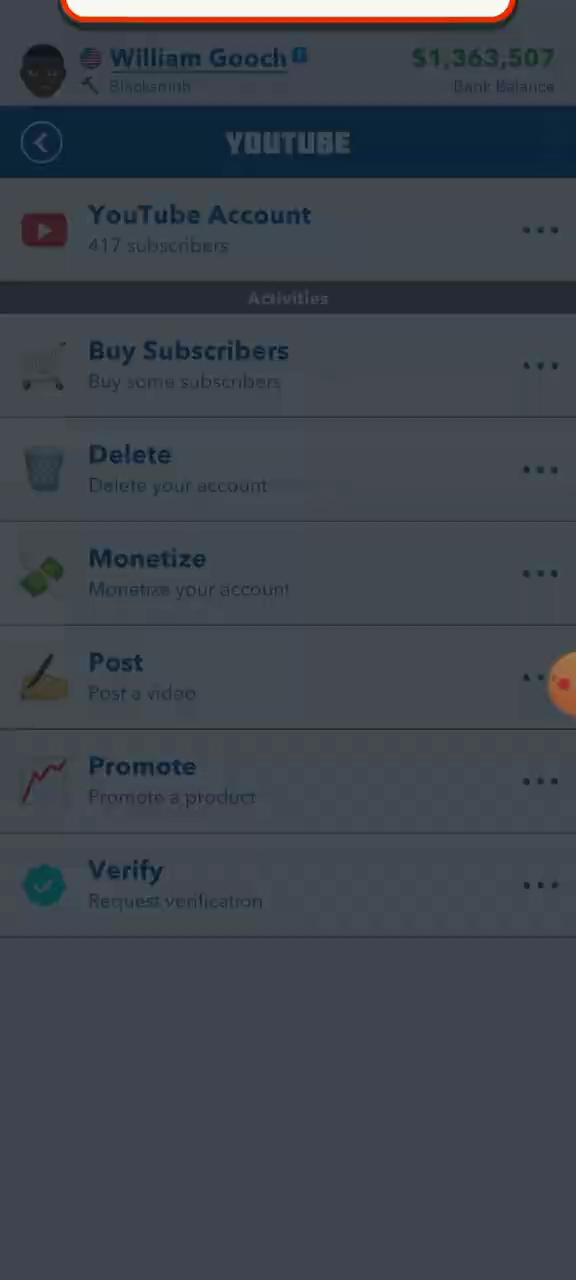 William Gooch
$1,363,507
Blacksmith
Bank Balance
YOUTUBE
YouTube Account
417 subscribers
Activities
Buy Subscribers
Buy some subscribers
Delete
Delete your account
Monetize
Monetize your account
Post
Post a video
Promote
Promote a product
Verify
Request verification